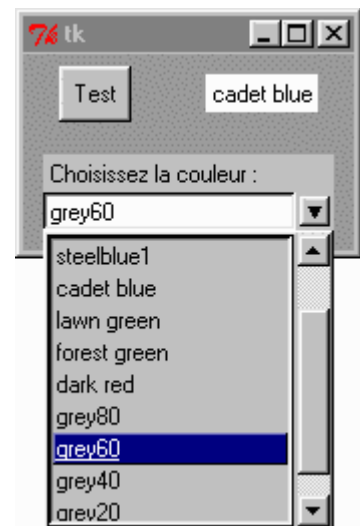 tk
Test
cadet blue
Choisissez la couleur :
grey60
steelblue1
cadet blue
lawn green
forest green
dark red
grey80
grey60
grey40
grey20